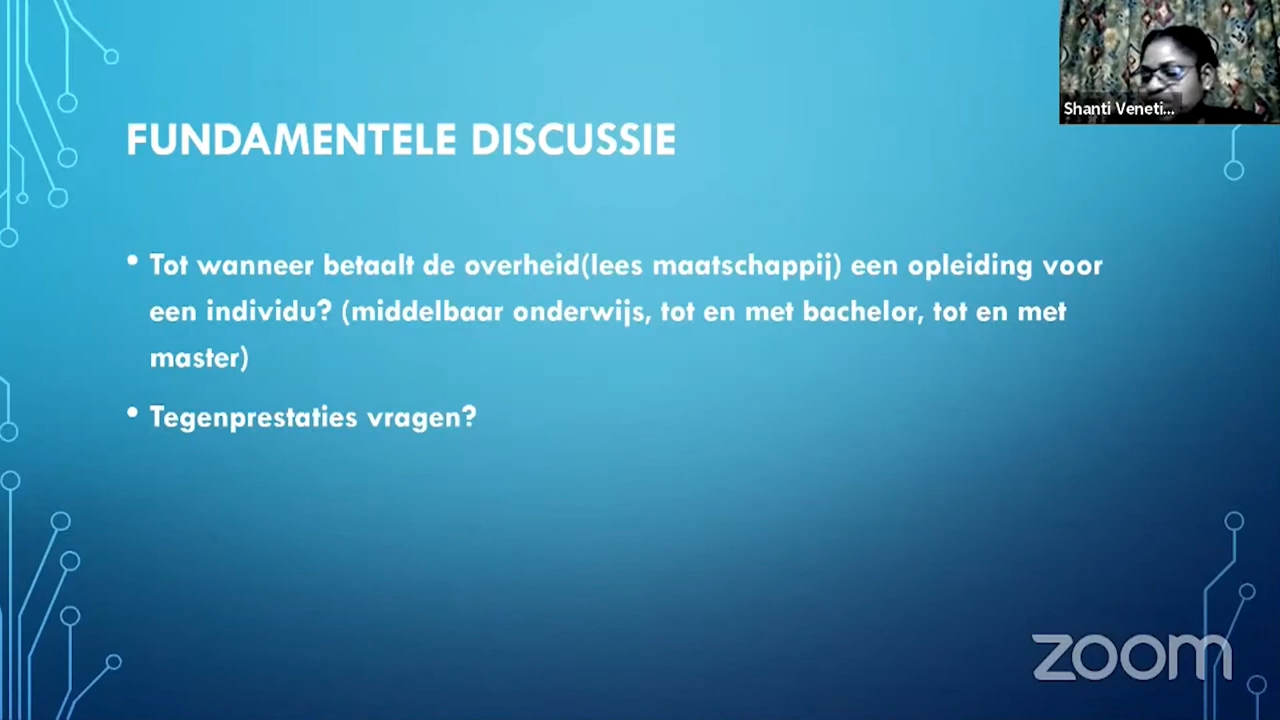 Shanti Veneti...
FUNDAMENTELE DISCUSSIE
• Tot wanneer betaalt de overheid(lees maatschappij) een opleiding voor
een individu? (middelbaar onderwijs, tot en met bachelor, tot en met
master)
• Tegenprestaties vragen?
zoom